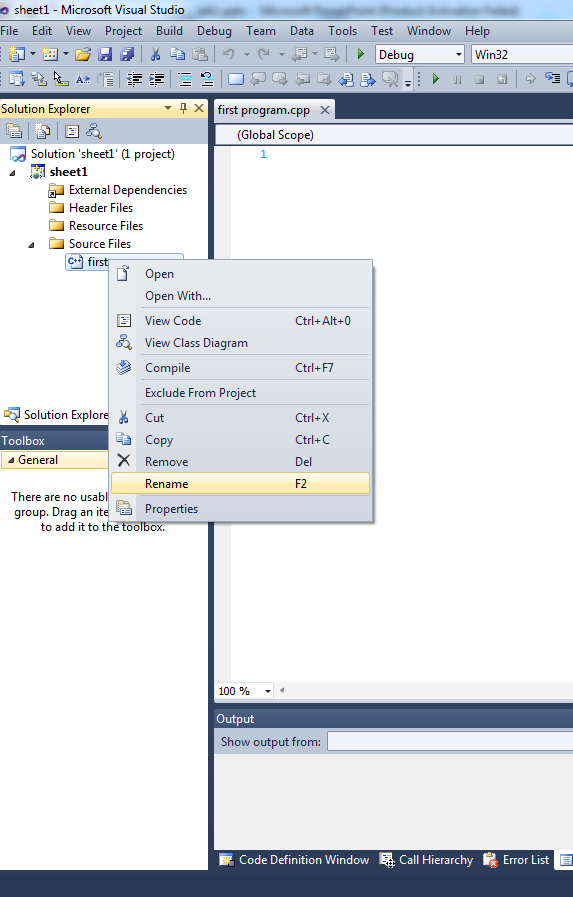 sheet1 - Microsoft Visual Studio
File Edit View Project Build Debug Team Data Tools Test Window Help
Debug Win32
Solution Explorer
first program.cpp
(Global Scope)
1
Solution 'sheet1' (1 project)
sheet1
External Dependencies
Header Files
Resource Files
Source Files
C++ first
Open
Open With...
View Code Ctrl+Alt+0
View Class Diagram
Compile Ctrl+F7
Exclude From Project
Cut Ctrl+X
Copy Ctrl+C
Remove Del
Rename F2
Properties
Solution Explore
Toolbox
General
There are no usabl
group. Drag an ite
to add it to the toolbox.
100 %
Output
Show output from:
Code Definition Window Call Hierarchy Error List